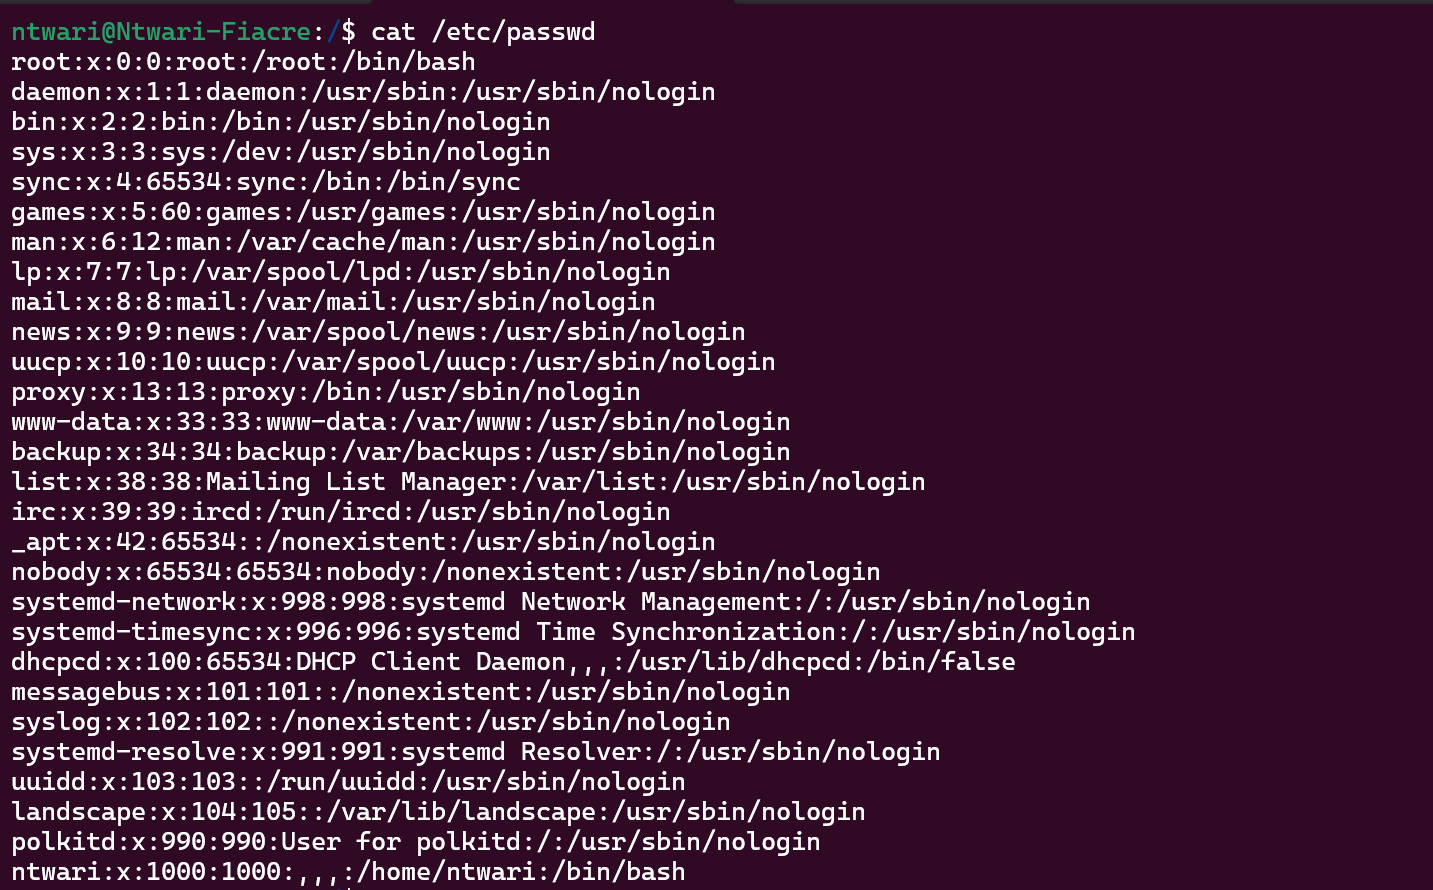 ntwari@Ntwari-Fiacre:/$ cat /etc/passwd
root:x:0:0:root:/root:/bin/bash
daemon:x:1:1:daemon:/usr/sbin:/usr/sbin/nologin
bin:x:2:2:bin:/bin:/usr/sbin/nologin
sys:x:3:3:sys:/dev:/usr/sbin/nologin
sync:x:4:65534:sync:/bin:/bin/sync
games:x:5:60:games:/usr/games:/usr/sbin/nologin
man:x:6:12:man:/var/cache/man:/usr/sbin/nologin
lp:x:7:7:lp:/var/spool/lpd:/usr/sbin/nologin
mail:x:8:8:mail:/var/mail:/usr/sbin/nologin
news:x:9:9:news:/var/spool/news:/usr/sbin/nologin
uucp:x:10:10:uucp:/var/spool/uucp:/usr/sbin/nologin
proxy:x:13:13:proxy:/bin:/usr/sbin/nologin
www-data:x:33:33:www-data:/var/www:/usr/sbin/nologin
backup:x:34:34:backup:/var/backups:/usr/sbin/nologin
list:x:38:38:Mailing List Manager:/var/list:/usr/sbin/nologin
irc:x:39:39:ircd:/run/ircd:/usr/sbin/nologin
_apt:x:42:65534::/nonexistent:/usr/sbin/nologin
nobody:x:65534:65534:nobody:/nonexistent:/usr/sbin/nologin
systemd-network:x:998:998:systemd Network Management:/:/usr/sbin/nologin
systemd-timesync:x:996:996:systemd Time Synchronization:/:/usr/sbin/nologin
dhcpcd:x:100:65534:DHCP Client Daemon,,,:/usr/lib/dhcpcd:/bin/false
messagebus:x:101:101::/nonexistent:/usr/sbin/nologin
syslog:x:102:102::/nonexistent:/usr/sbin/nologin
systemd-resolve:x:991:991:systemd Resolver:/:/usr/sbin/nologin
uuidd:x:103:103::/run/uuidd:/usr/sbin/nologin
landscape:x:104:105::/var/lib/landscape:/usr/sbin/nologin
polkitd:x:990:990:User for polkitd:/:/usr/sbin/nologin
ntwari:x:1000:1000:,,,:/home/ntwari:/bin/bash